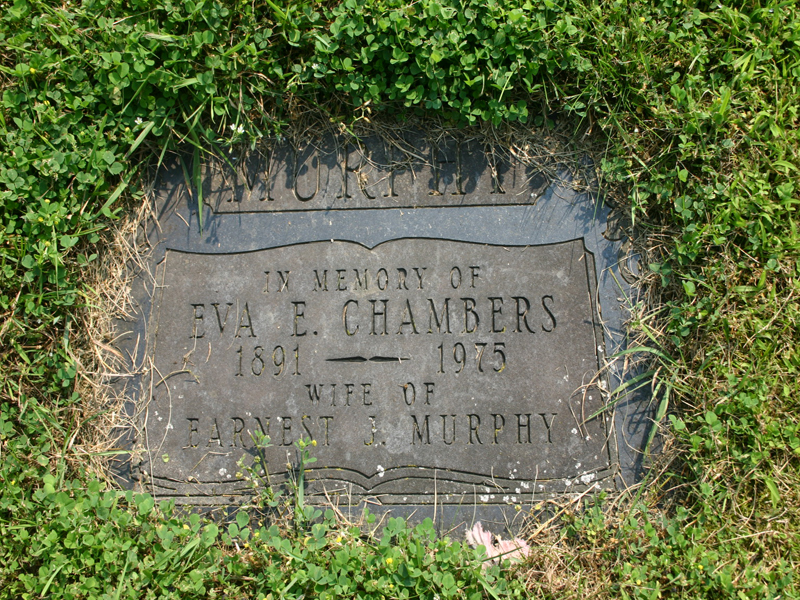 MURPHY
IN MEMORY OF
EVA E. CHAMBERS
1891 — 1975
WIFE OF
EARNEST J. MURPHY